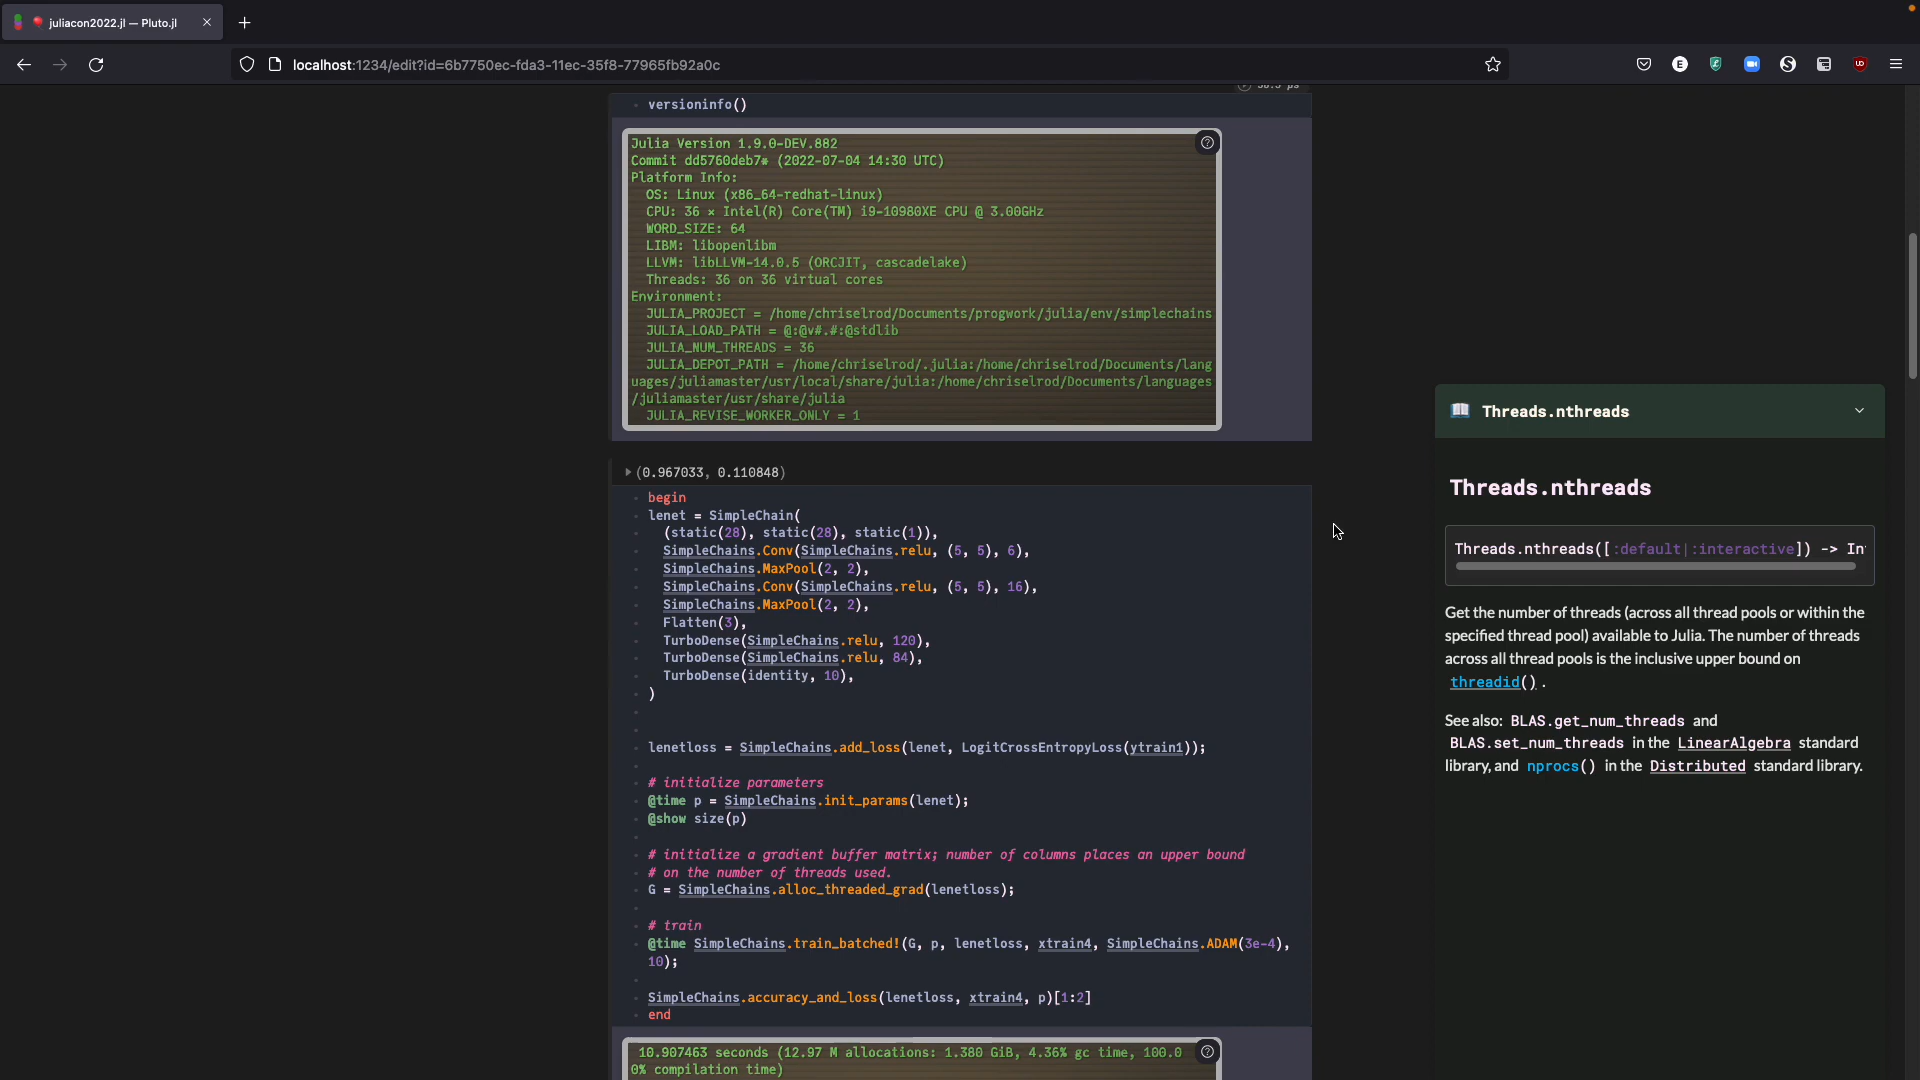 juliacon2022.jl — Pluto.jl
localhost:1234/edit?id=6b7750ec-fda3-11ec-35f8-77965fb92a0c
versioninfo()
Julia Version 1.9.0-DEV.882
Commit dd5760deb7* (2022-07-04 14:30 UTC)
Platform Info:
OS: Linux (x86_64-redhat-linux)
CPU: 36 × Intel(R) Core(TM) i9-10980XE CPU @ 3.00GHz
WORD_SIZE: 64
LIBM: libopenlibm
LLVM: libLLVM-14.0.5 (ORCJIT, cascadelake)
Threads: 36 on 36 virtual cores
Environment:
JULIA_PROJECT = /home/chriselrod/Documents/progwork/julia/env/simplechains
JULIA_LOAD_PATH = @:@v#.#:@stdlib
JULIA_NUM_THREADS = 36
JULIA_DEPOT_PATH = /home/chriselrod/.julia:/home/chriselrod/Documents/lang
uages/juliamaster/usr/local/share/julia:/home/chriselrod/Documents/languages
/juliamaster/usr/share/julia
JULIA_REVISE_WORKER_ONLY = 1
(0.967033, 0.110848)
begin
lenet = SimpleChain(
(static(28), static(28), static(1)),
SimpleChains.Conv(SimpleChains.relu, (5, 5), 6),
SimpleChains.MaxPool(2, 2),
SimpleChains.Conv(SimpleChains.relu, (5, 5), 16),
SimpleChains.MaxPool(2, 2),
Flatten(3),
TurboDense(SimpleChains.relu, 120),
TurboDense(SimpleChains.relu, 84),
TurboDense(identity, 10),
)
lenetloss = SimpleChains.add_loss(lenet, LogitCrossEntropyLoss(ytrain1));
# initialize parameters
@time p = SimpleChains.init_params(lenet);
@show size(p)
# initialize a gradient buffer matrix; number of columns places an upper bound
# on the number of threads used.
G = SimpleChains.alloc_threaded_grad(lenetloss);
# train
@time SimpleChains.train_batched!(G, p, lenetloss, xtrain4, SimpleChains.ADAM(3e-4),
10);
SimpleChains.accuracy_and_loss(lenetloss, xtrain4, p)[1:2]
end
10.907463 seconds (12.97 M allocations: 1.380 GiB, 4.36% gc time, 100.0
0% compilation time)
Threads.nthreads
Threads.nthreads
Threads.nthreads([:default|:interactive]) -> In
Get the number of threads (across all thread pools or within the
specified thread pool) available to Julia. The number of threads
across all thread pools is the inclusive upper bound on
threadid() .
See also: BLAS.get_num_threads and
BLAS.set_num_threads in the LinearAlgebra standard
library, and nprocs() in the Distributed standard library.